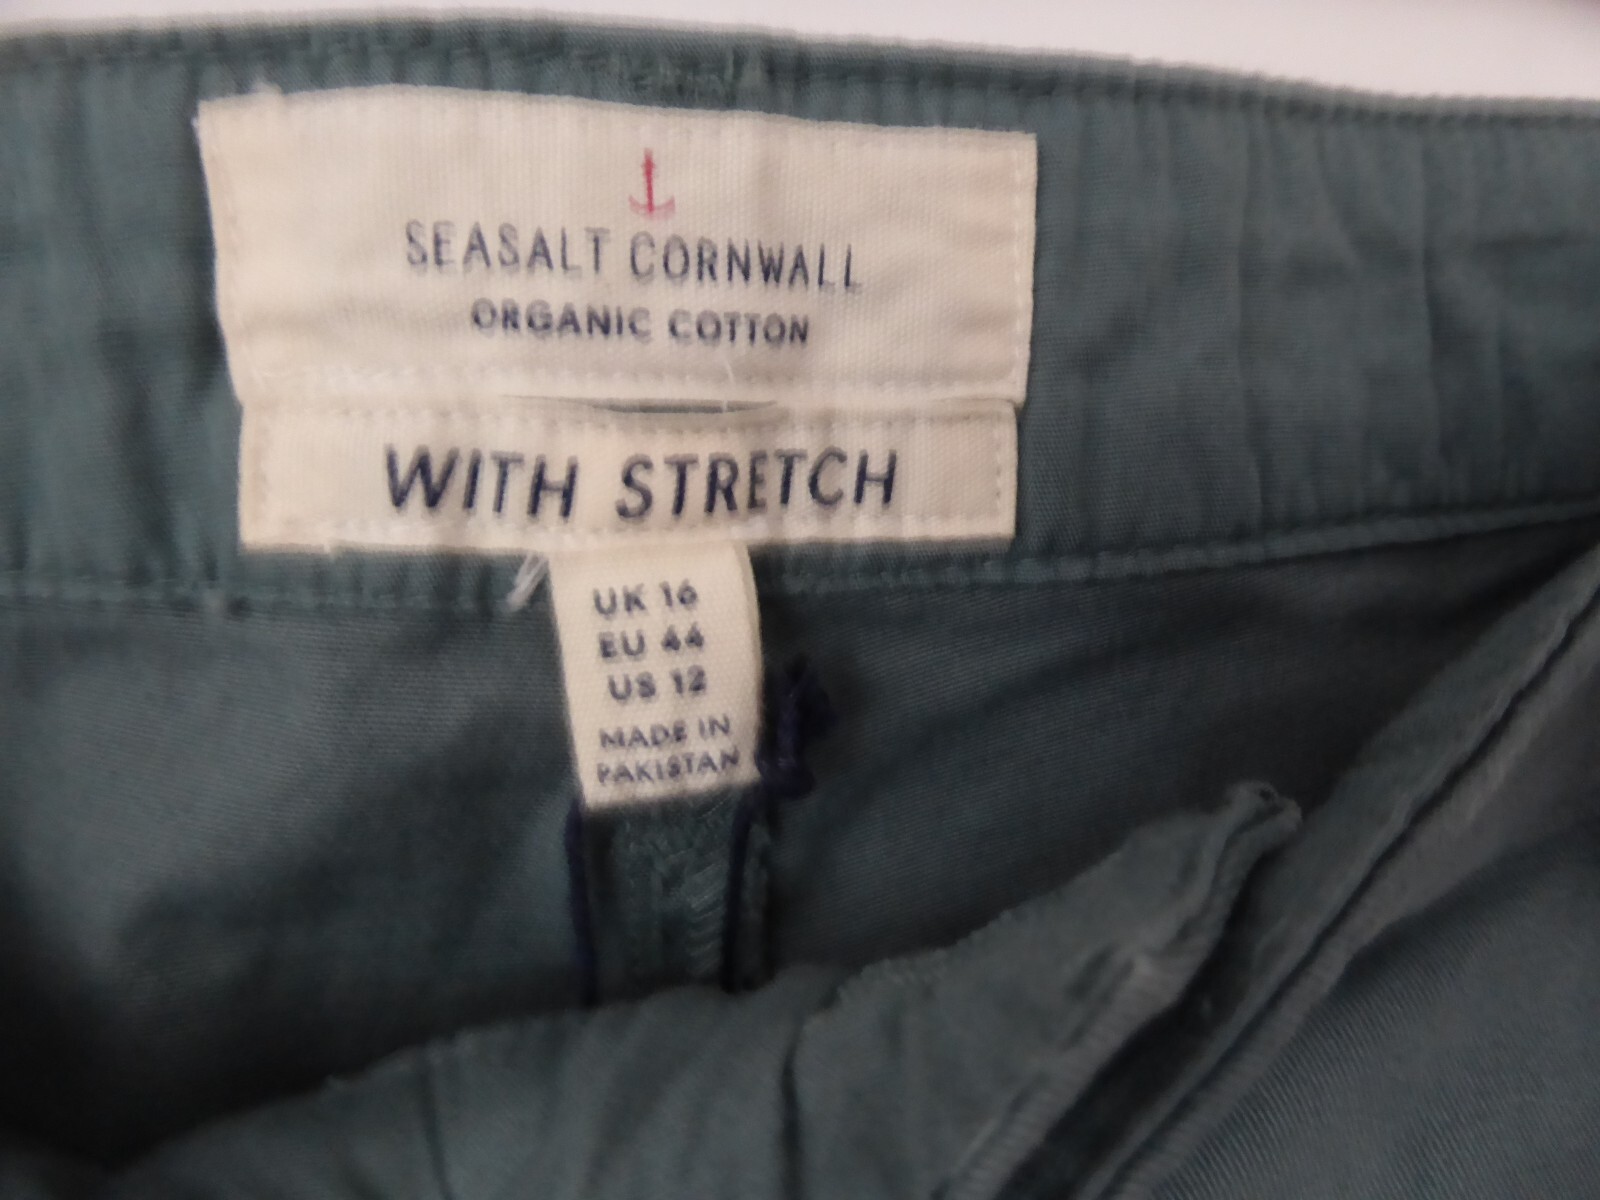 SEASALT CORNWALL
ORGANIC COTTON
WITH STRETCH
UK 16
EU 44
US 12
MADE IN
PAKISTAN